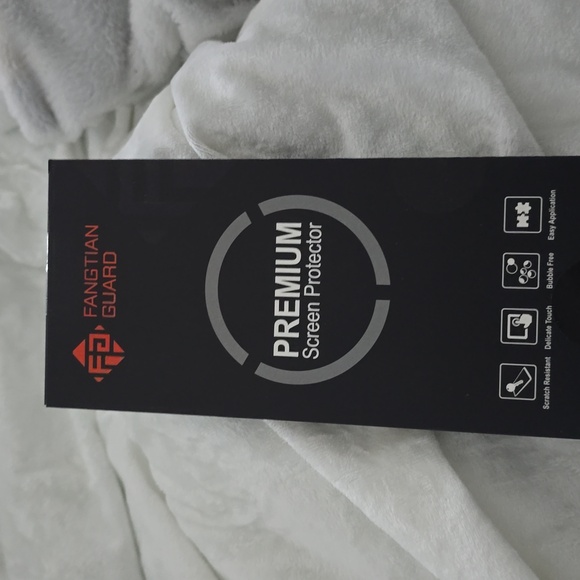 FANGTIAN
GUARD
PREMIUM
Screen Protector
Scratch Resistant
Delicate Touch
Bubble Free
Easy Application